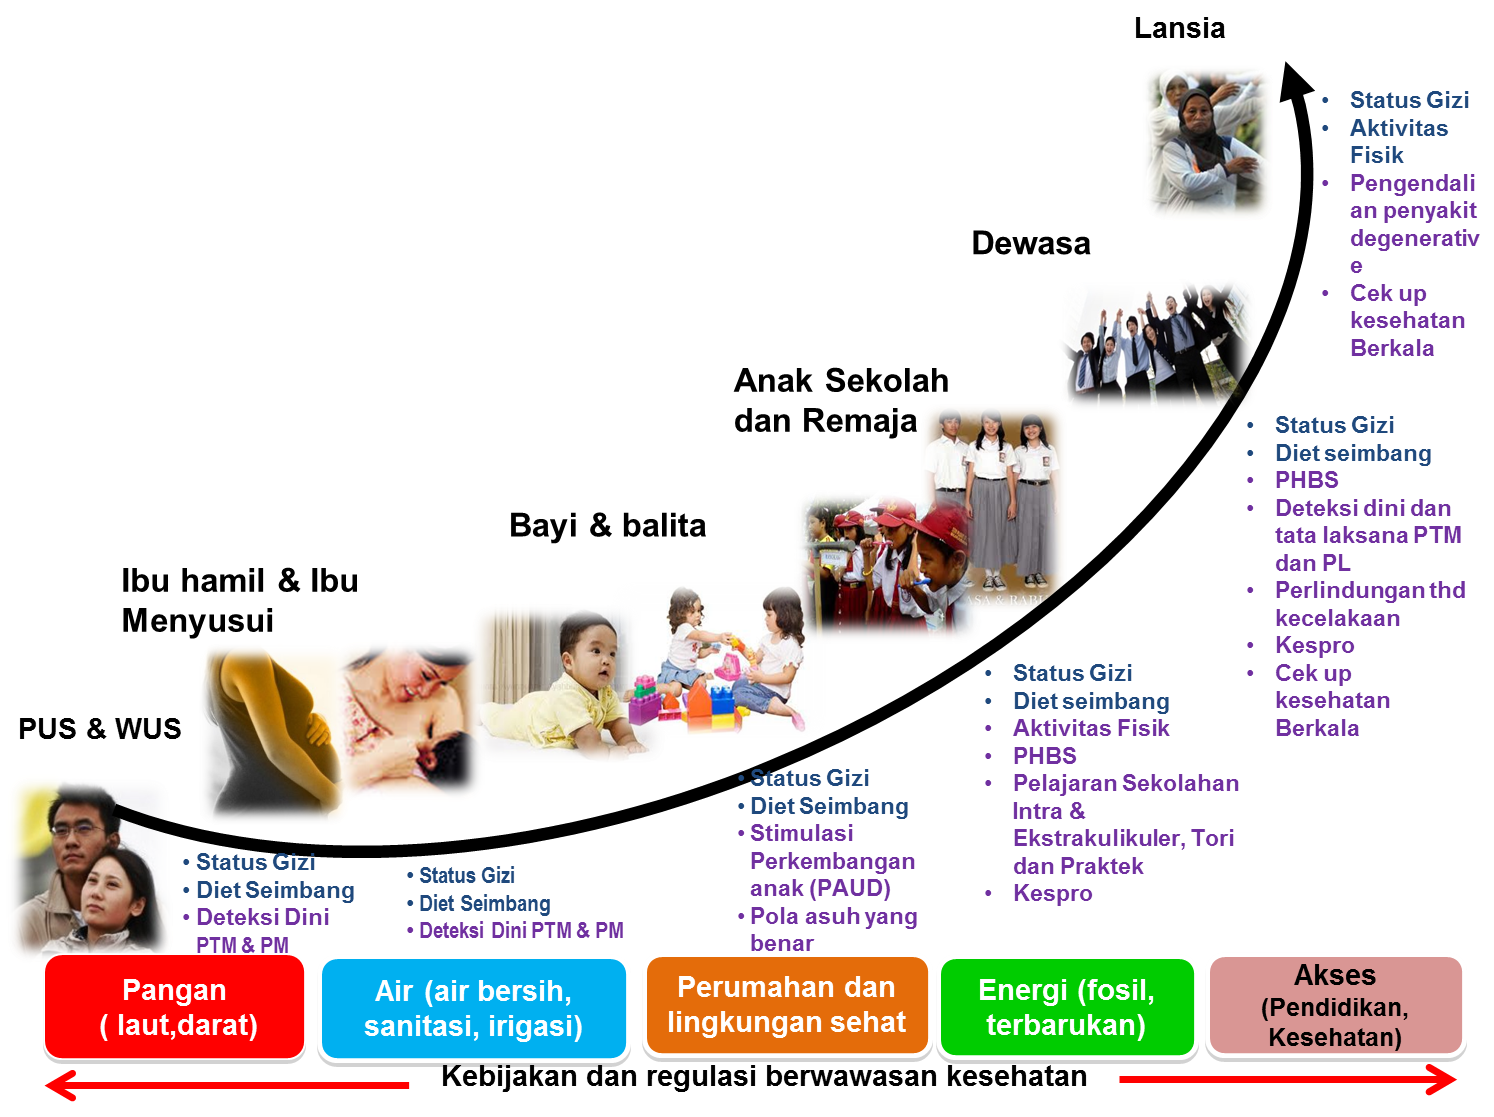 Lansia
• Status Gizi
• Aktivitas
Fisik
• Pengendali
an penyakit
degenerativ
e
• Cek up
kesehatan
Berkala
Dewasa
• Status Gizi
• Diet seimbang
• PHBS
• Deteksi dini dan
tata laksana PTM
dan PL
• Perlindungan thd
kecelakaan
• Kespro
• Cek up
kesehatan
Berkala
Anak Sekolah
dan Remaja
• Status Gizi
• Diet seimbang
• Aktivitas Fisik
• PHBS
• Pelajaran Sekolahan
Intra &
Ekstrakulikuler, Tori
dan Praktek
• Kespro
Bayi & balita
• Status Gizi
• Diet Seimbang
• Stimulasi
Perkembangan
anak (PAUD)
• Pola asuh yang
benar
Ibu hamil & Ibu
Menyusui
• Status Gizi
• Diet Seimbang
• Deteksi Dini PTM & PM
PUS & WUS
• Status Gizi
• Diet Seimbang
• Deteksi Dini
PTM & PM
Pangan
( laut,darat)
Air (air bersih,
sanitasi, irigasi)
Perumahan dan
lingkungan sehat
Energi (fosil,
terbarukan)
Akses
(Pendidikan,
Kesehatan)
Kebijakan dan regulasi berwawasan kesehatan